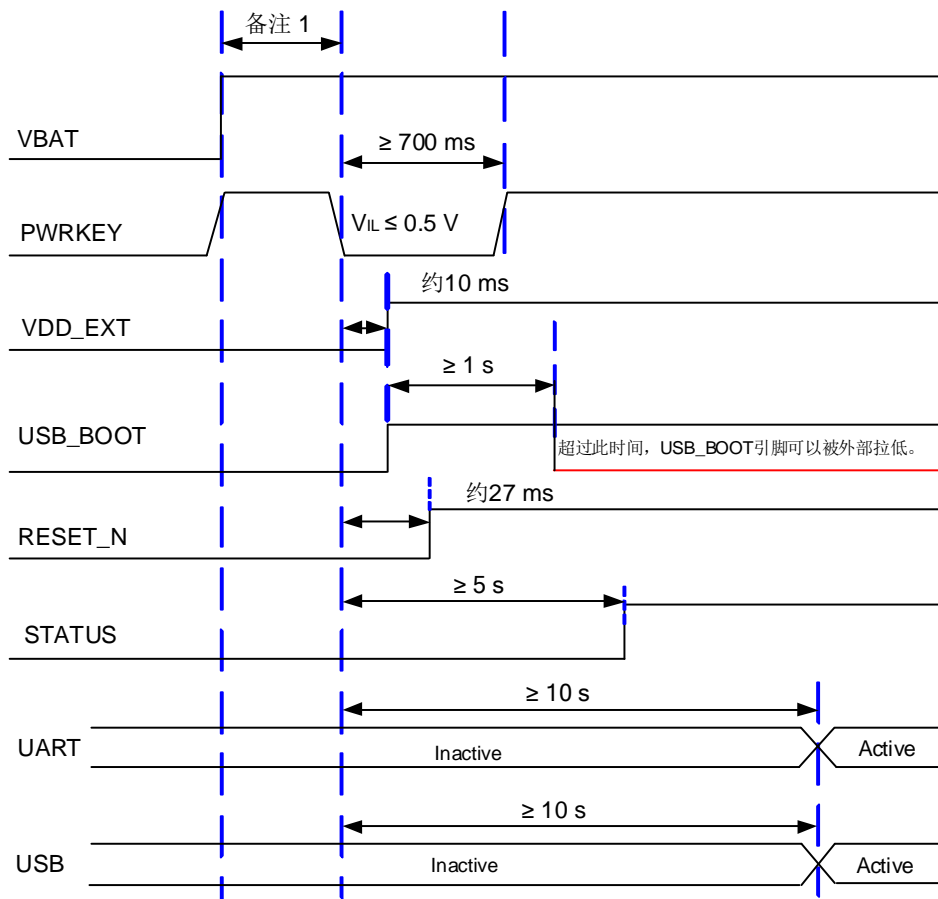 备注 1
VBAT
≥ 700 ms
PWRKEY
VIL ≤ 0.5 V
约10 ms
VDD_EXT
≥ 1 s
USB_BOOT
超过此时间，USB_BOOT引脚可以被外部拉低。
约27 ms
RESET_N
≥ 5 s
STATUS
≥ 10 s
UART
Inactive
Active
≥ 10 s
USB
Inactive
Active